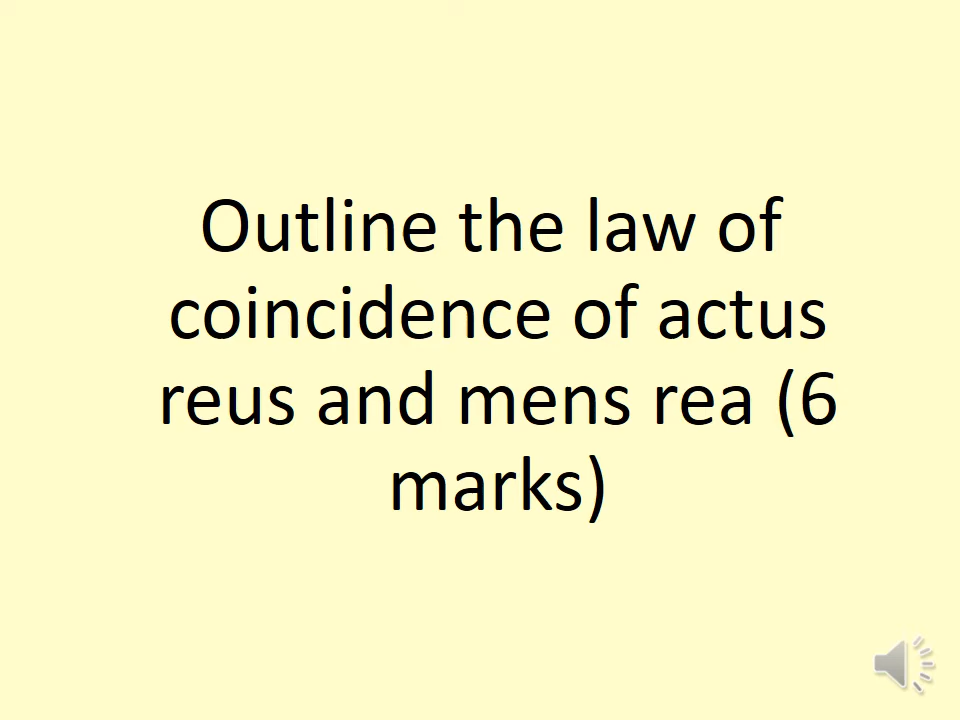 Outline the law of
coincidence of actus
reus and mens rea (6
marks)